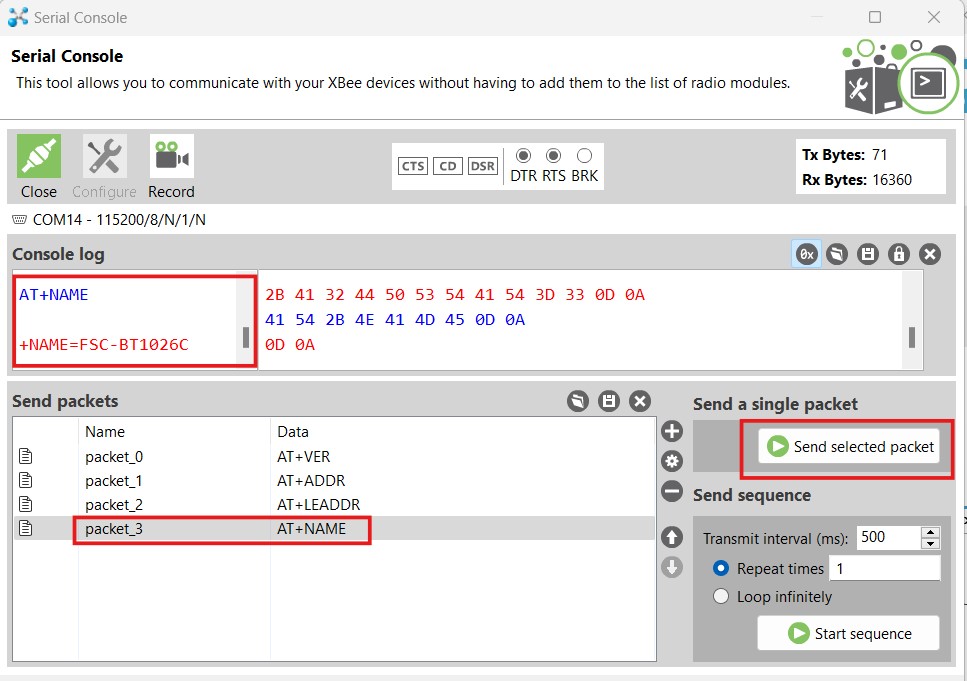 Serial Console
Serial Console
This tool allows you to communicate with your XBee devices without having to add them to the list of radio modules.
Close Configure Record
CTS CD DSR DTR RTS BRK
Tx Bytes: 71
Rx Bytes: 16360
COM14 - 115200/8/N/1/N
Console log
0x
AT+NAME
+NAME=FSC-BT1026C
2B 41 32 44 50 53 54 41 54 3D 33 0D 0A
41 54 2B 4E 41 4D 45 0D 0A
0D 0A
Send packets
Name Data
packet_0 AT+VER
packet_1 AT+ADDR
packet_2 AT+LEADDR
packet_3 AT+NAME
Send a single packet
Send selected packet
Send sequence
Transmit interval (ms): 500
Repeat times 1
Loop infinitely
Start sequence